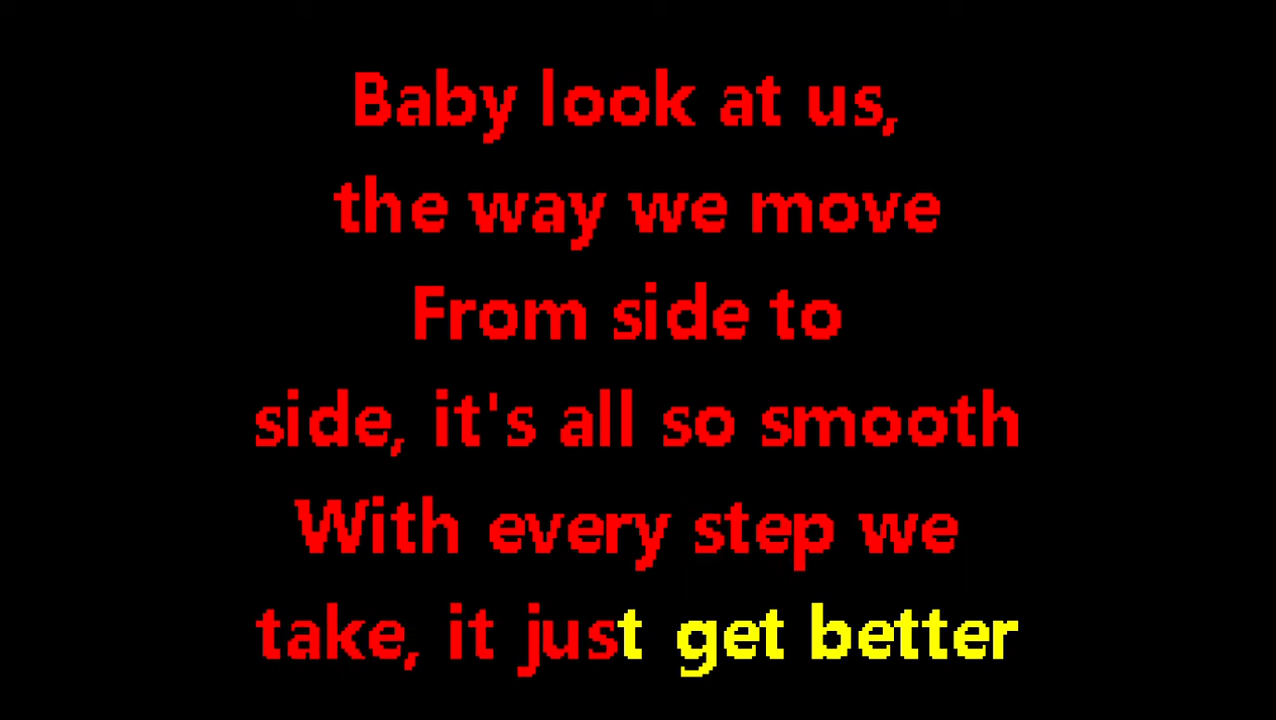 Baby look at us,
the way we move
From side to
side, it's all so smooth
With every step we
take, it just get better